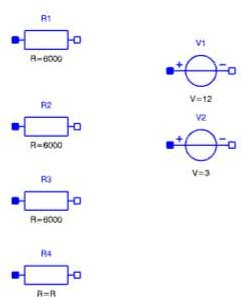 R1
R=6000
V1
+ −
V=12
R2
R=6000
V2
+ −
V=3
R3
R=6000
R4
R=R